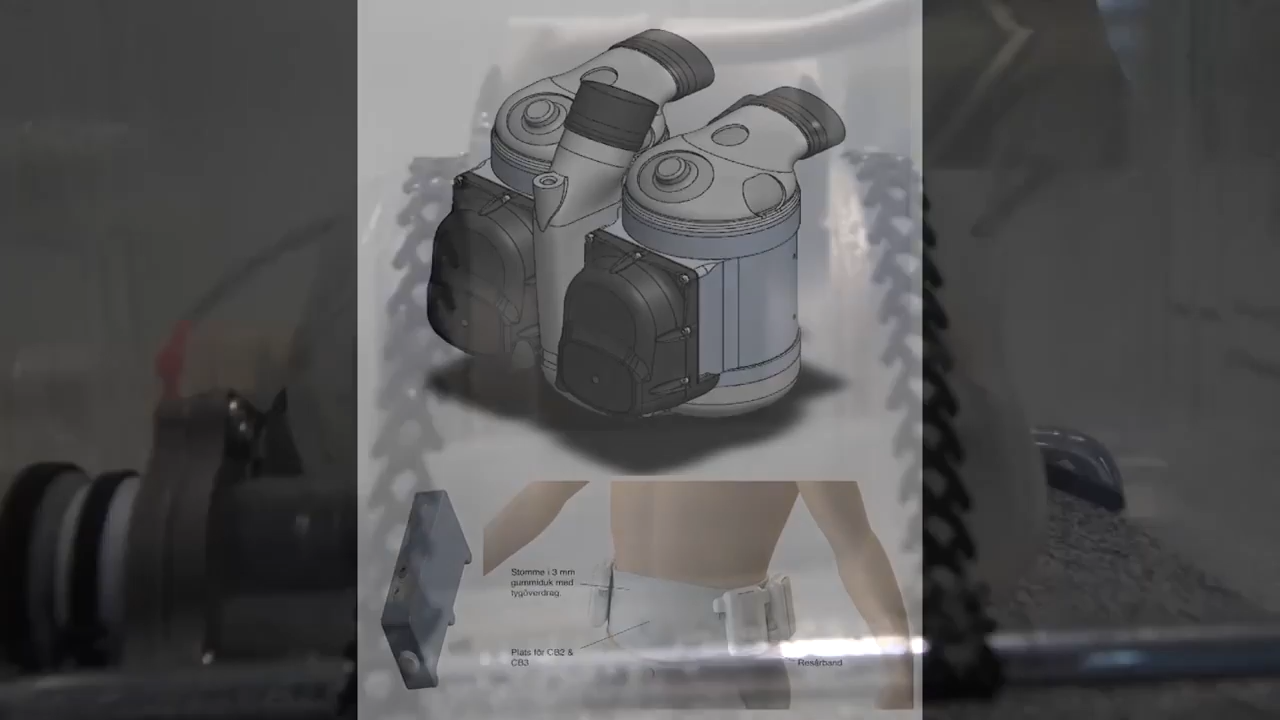 Stomme i 3 mm
gummiduk med
tygöverdrag.
Plats för CB2 &
CB3
Resårband